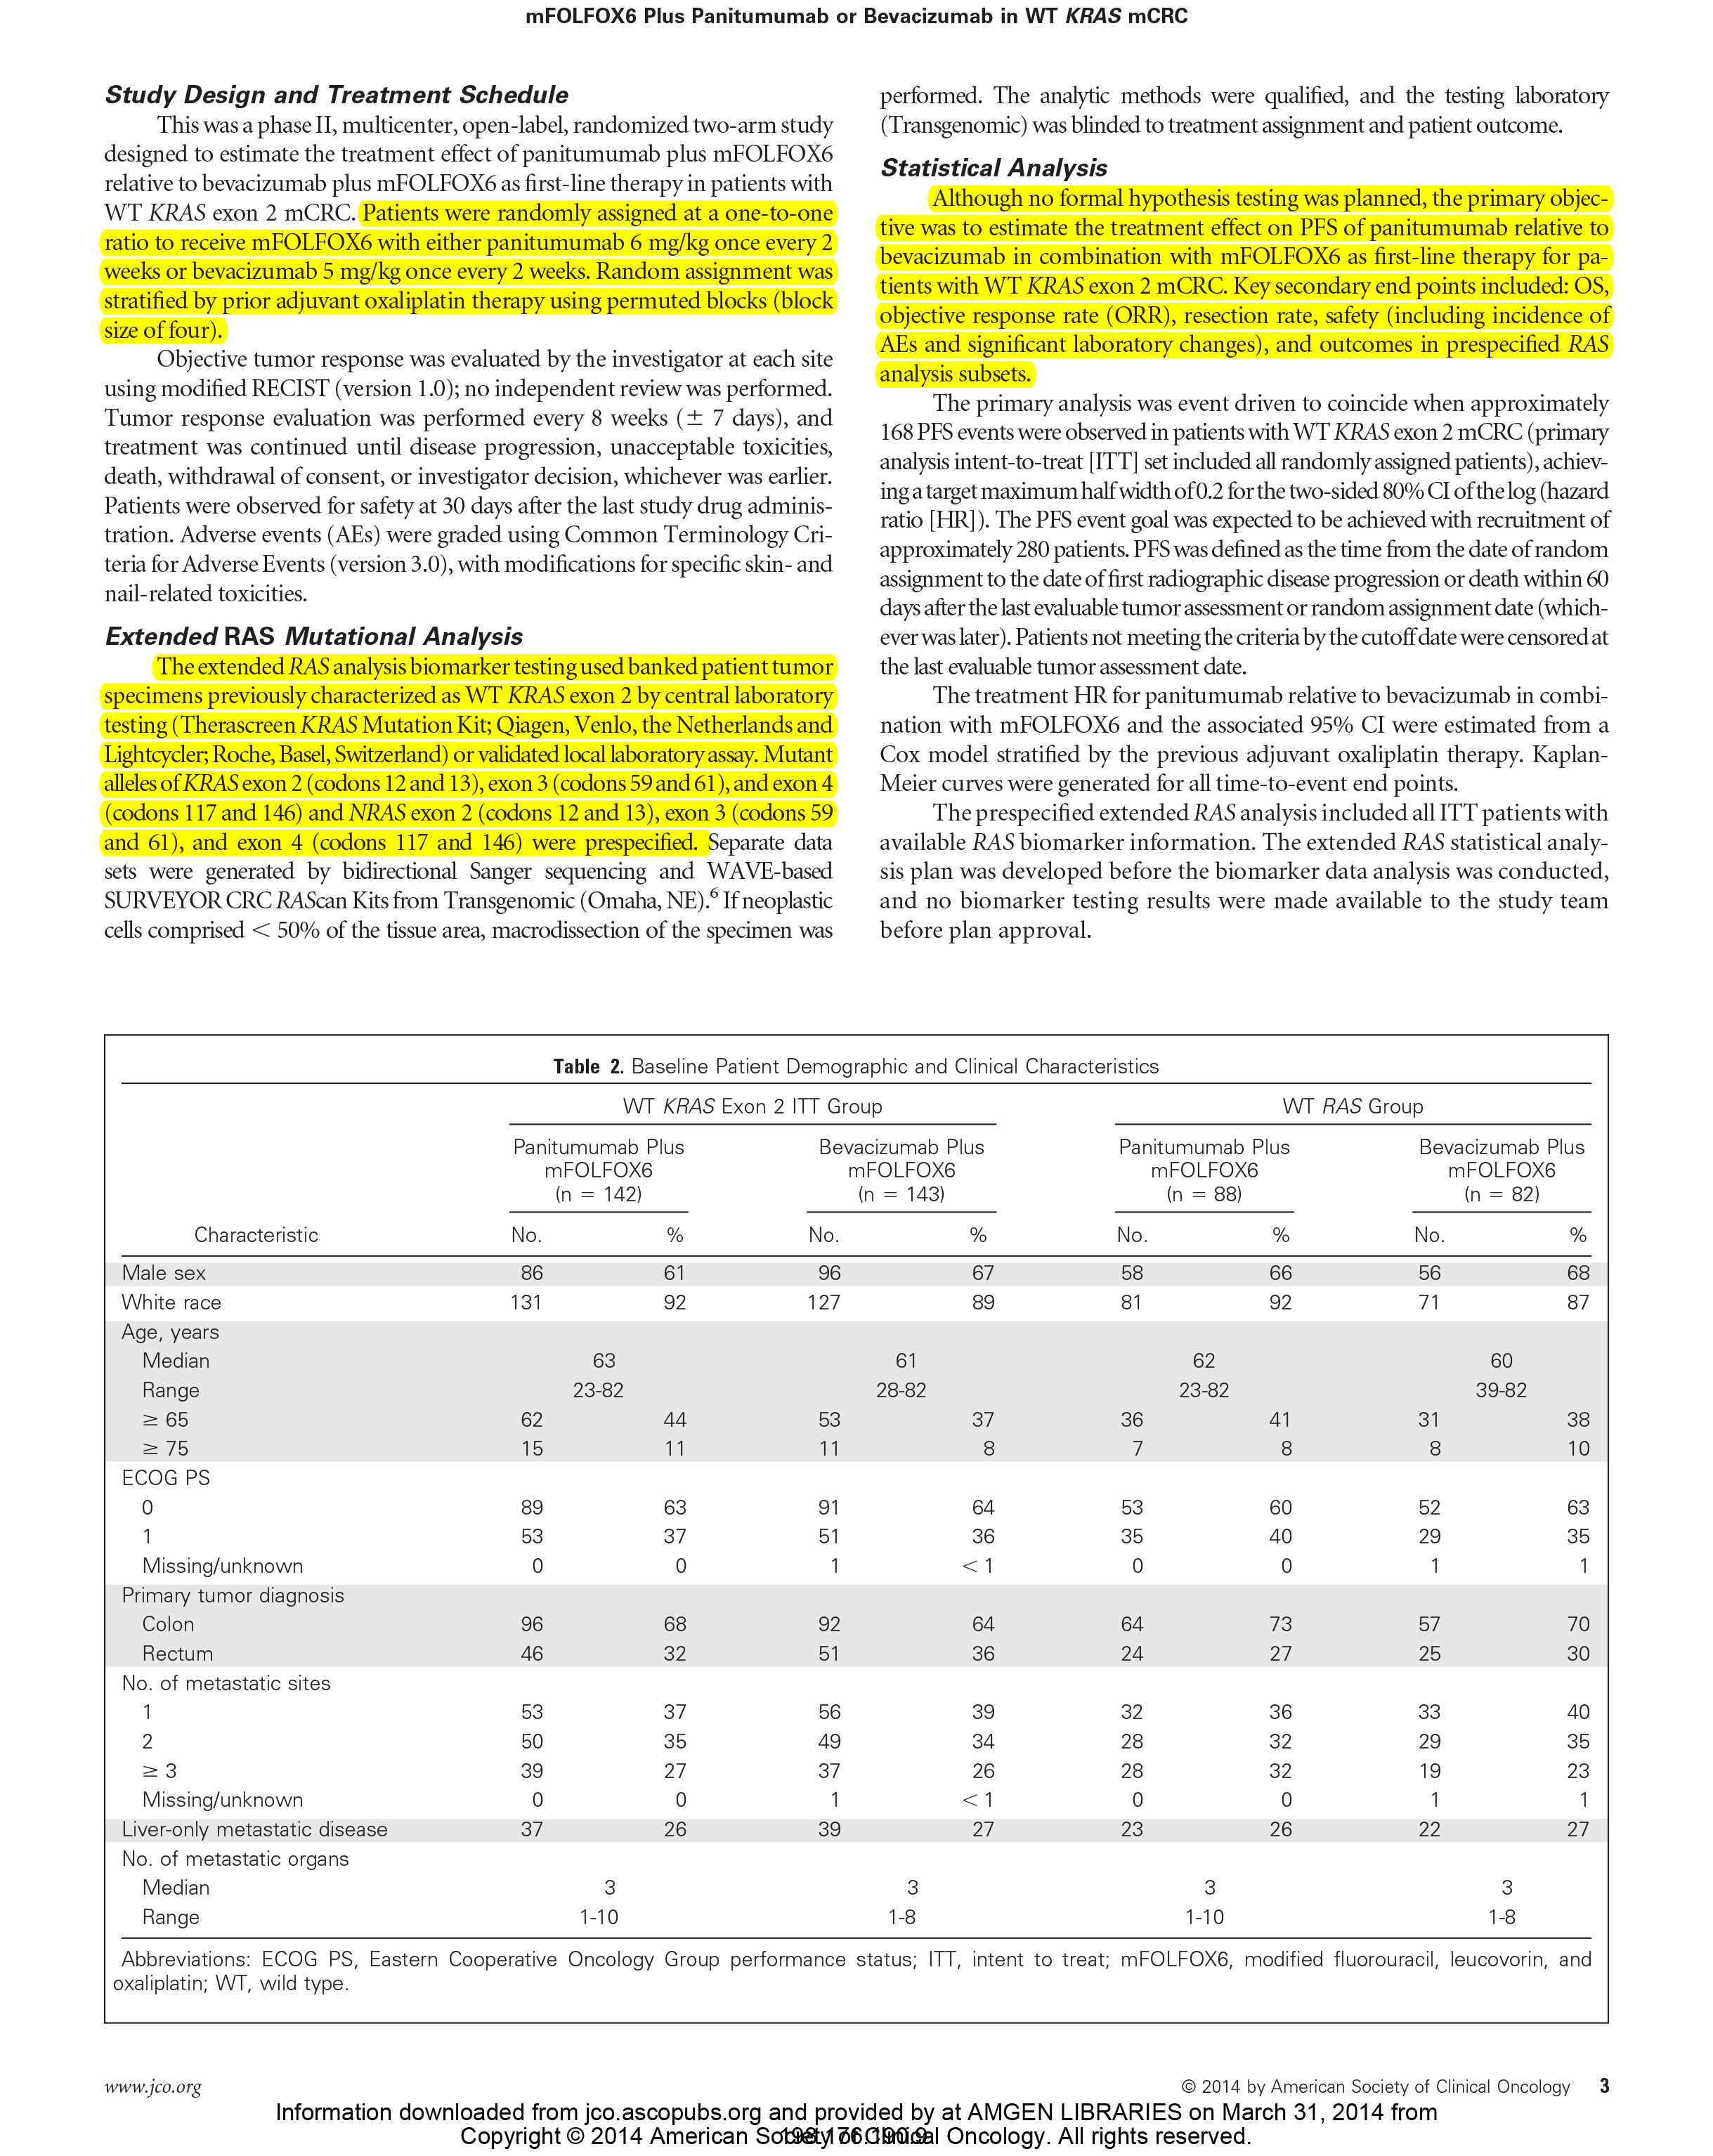 mFOLFOX6 Plus Panitumumab or Bevacizumab in WT KRAS mCRC
Study Design and Treatment Schedule
This was a phase II, multicenter, open-label, randomized two-arm study
designed to estimate the treatment effect of panitumumab plus mFOLFOX6
relative to bevacizumab plus mFOLFOX6 as first-line therapy in patients with
WT KRAS exon 2 mCRC. Patients were randomly assigned at a one-to-one
ratio to receive mFOLFOX6 with either panitumumab 6 mg/kg once every 2
weeks or bevacizumab 5 mg/kg once every 2 weeks. Random assignment was
stratified by prior adjuvant oxaliplatin therapy using permuted blocks (block
size of four).
Objective tumor response was evaluated by the investigator at each site
using modified RECIST (version 1.0); no independent review was performed.
Tumor response evaluation was performed every 8 weeks (± 7 days), and
treatment was continued until disease progression, unacceptable toxicities,
death, withdrawal of consent, or investigator decision, whichever was earlier.
Patients were observed for safety at 30 days after the last study drug adminis-
tration. Adverse events (AEs) were graded using Common Terminology Cri-
teria for Adverse Events (version 3.0), with modifications for specific skin- and
nail-related toxicities.
Extended RAS Mutational Analysis
The extended RAS analysis biomarker testing used banked patient tumor
specimens previously characterized as WT KRAS exon 2 by central laboratory
testing (Therascreen KRAS Mutation Kit; Qiagen, Venlo, the Netherlands and
Lightcycler; Roche, Basel, Switzerland) or validated local laboratory assay. Mutant
alleles of KRAS exon 2 (codons 12 and 13), exon 3 (codons 59 and 61), and exon 4
(codons 117 and 146) and NRAS exon 2 (codons 12 and 13), exon 3 (codons 59
and 61), and exon 4 (codons 117 and 146) were prespecified. Separate data
sets were generated by bidirectional Sanger sequencing and WAVE-based
SURVEYOR CRC RAScan Kits from Transgenomic (Omaha, NE).6 If neoplastic
cells comprised < 50% of the tissue area, macrodissection of the specimen was
performed. The analytic methods were qualified, and the testing laboratory
(Transgenomic) was blinded to treatment assignment and patient outcome.
Statistical Analysis
Although no formal hypothesis testing was planned, the primary objec-
tive was to estimate the treatment effect on PFS of panitumumab relative to
bevacizumab in combination with mFOLFOX6 as first-line therapy for pa-
tients with WT KRAS exon 2 mCRC. Key secondary end points included: OS,
objective response rate (ORR), resection rate, safety (including incidence of
AEs and significant laboratory changes), and outcomes in prespecified RAS
analysis subsets.
The primary analysis was event driven to coincide when approximately
168 PFS events were observed in patients with WT KRAS exon 2 mCRC (primary
analysis intent-to-treat [ITT] set included all randomly assigned patients), achiev-
ing a target maximum half width of 0.2 for the two-sided 80% CI of the log (hazard
ratio [HR]). The PFS event goal was expected to be achieved with recruitment of
approximately 280 patients. PFS was defined as the time from the date of random
assignment to the date of first radiographic disease progression or death within 60
days after the last evaluable tumor assessment or random assignment date (which-
ever was later). Patients not meeting the criteria by the cutoff date were censored at
the last evaluable tumor assessment date.
The treatment HR for panitumumab relative to bevacizumab in combi-
nation with mFOLFOX6 and the associated 95% CI were estimated from a
Cox model stratified by the previous adjuvant oxaliplatin therapy. Kaplan-
Meier curves were generated for all time-to-event end points.
The prespecified extended RAS analysis included all ITT patients with
available RAS biomarker information. The extended RAS statistical analy-
sis plan was developed before the biomarker data analysis was conducted,
and no biomarker testing results were made available to the study team
before plan approval.
Table 2. Baseline Patient Demographic and Clinical Characteristics
WT KRAS Exon 2 ITT Group WT RAS Group
Panitumumab Plus Bevacizumab Plus Panitumumab Plus Bevacizumab Plus
mFOLFOX6 mFOLFOX6 mFOLFOX6 mFOLFOX6
(n = 142) (n = 143) (n = 88) (n = 82)
Characteristic No. % No. % No. % No. %
Male sex 86 61 96 67 58 66 56 68
White race 131 92 127 89 81 92 71 87
Age, years
Median 63 61 62 60
Range 23-82 28-82 23-82 39-82
≥ 65 62 44 53 37 36 41 31 38
≥ 75 15 11 11 8 7 8 8 10
ECOG PS
0 89 63 91 64 53 60 52 63
1 53 37 51 36 35 40 29 35
Missing/unknown 0 0 1 < 1 0 0 1 1
Primary tumor diagnosis
Colon 96 68 92 64 64 73 57 70
Rectum 46 32 51 36 24 27 25 30
No. of metastatic sites
1 53 37 56 39 32 36 33 40
2 50 35 49 34 28 32 29 35
≥ 3 39 27 37 26 28 32 19 23
Missing/unknown 0 0 1 < 1 0 0 1 1
Liver-only metastatic disease 37 26 39 27 23 26 22 27
No. of metastatic organs
Median 3 3 3 3
Range 1-10 1-8 1-10 1-8
Abbreviations: ECOG PS, Eastern Cooperative Oncology Group performance status; ITT, intent to treat; mFOLFOX6, modified fluorouracil, leucovorin, and
oxaliplatin; WT, wild type.
www.jco.org © 2014 by American Society of Clinical Oncology 3
Information downloaded from jco.ascopubs.org and provided by at AMGEN LIBRARIES on March 31, 2014 from
Copyright © 2014 American Society of Clinical Oncology. All rights reserved.